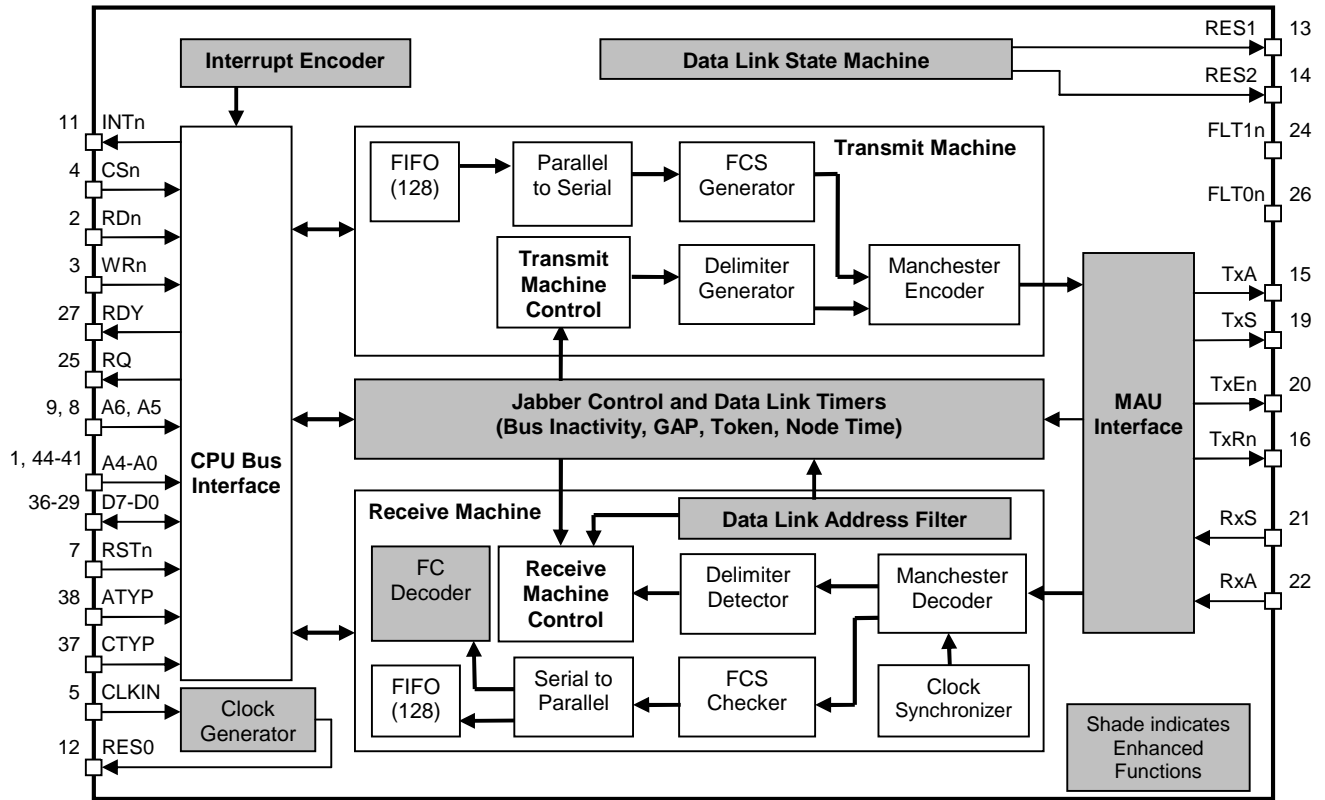 RES1 13
Interrupt Encoder
Data Link State Machine
RES2 14
11 INTn
FLT1n 24
4 CSn
2 RDn
FLT0n 26
3 WRn
27 RDY
25 RQ
9, 8 A6, A5
1, 44-41 A4-A0
36-29 D7-D0
7 RSTn
38 ATYP
37 CTYP
5 CLKIN
12 RES0
CPU Bus
Interface
Clock
Generator
Transmit Machine
FIFO
(128)
Parallel
to Serial
FCS
Generator
Transmit
Machine
Control
Delimiter
Generator
Manchester
Encoder
Jabber Control and Data Link Timers
(Bus Inactivity, GAP, Token, Node Time)
Receive Machine
Data Link Address Filter
FC
Decoder
Receive
Machine
Control
Delimiter
Detector
Manchester
Decoder
FIFO
(128)
Serial to
Parallel
FCS
Checker
Clock
Synchronizer
MAU
Interface
TxA 15
TxS 19
TxEn 20
TxRn 16
RxS 21
RxA 22
Shade indicates
Enhanced
Functions